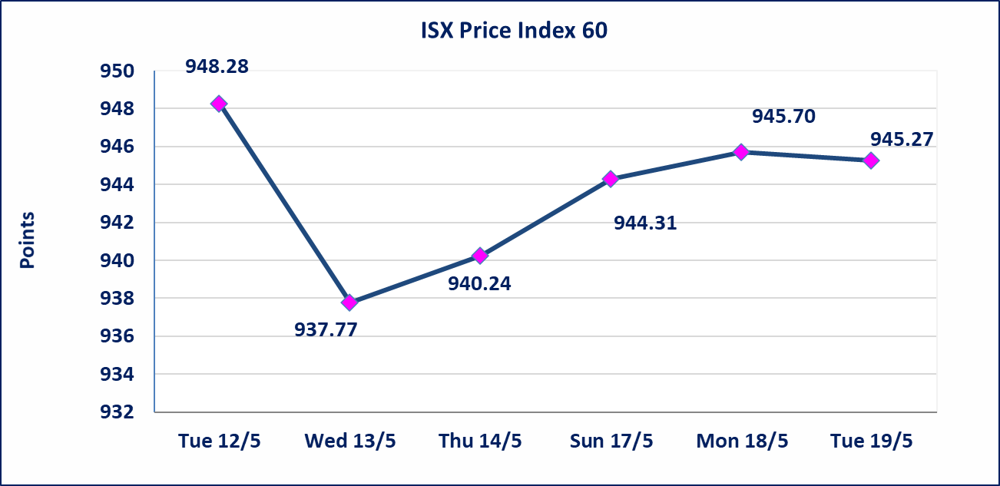 ISX Price Index 60
Points
950
948
946
944
942
940
938
936
934
932
948.28
937.77
940.24
944.31
945.70
945.27
Tue 12/5
Wed 13/5
Thu 14/5
Sun 17/5
Mon 18/5
Tue 19/5